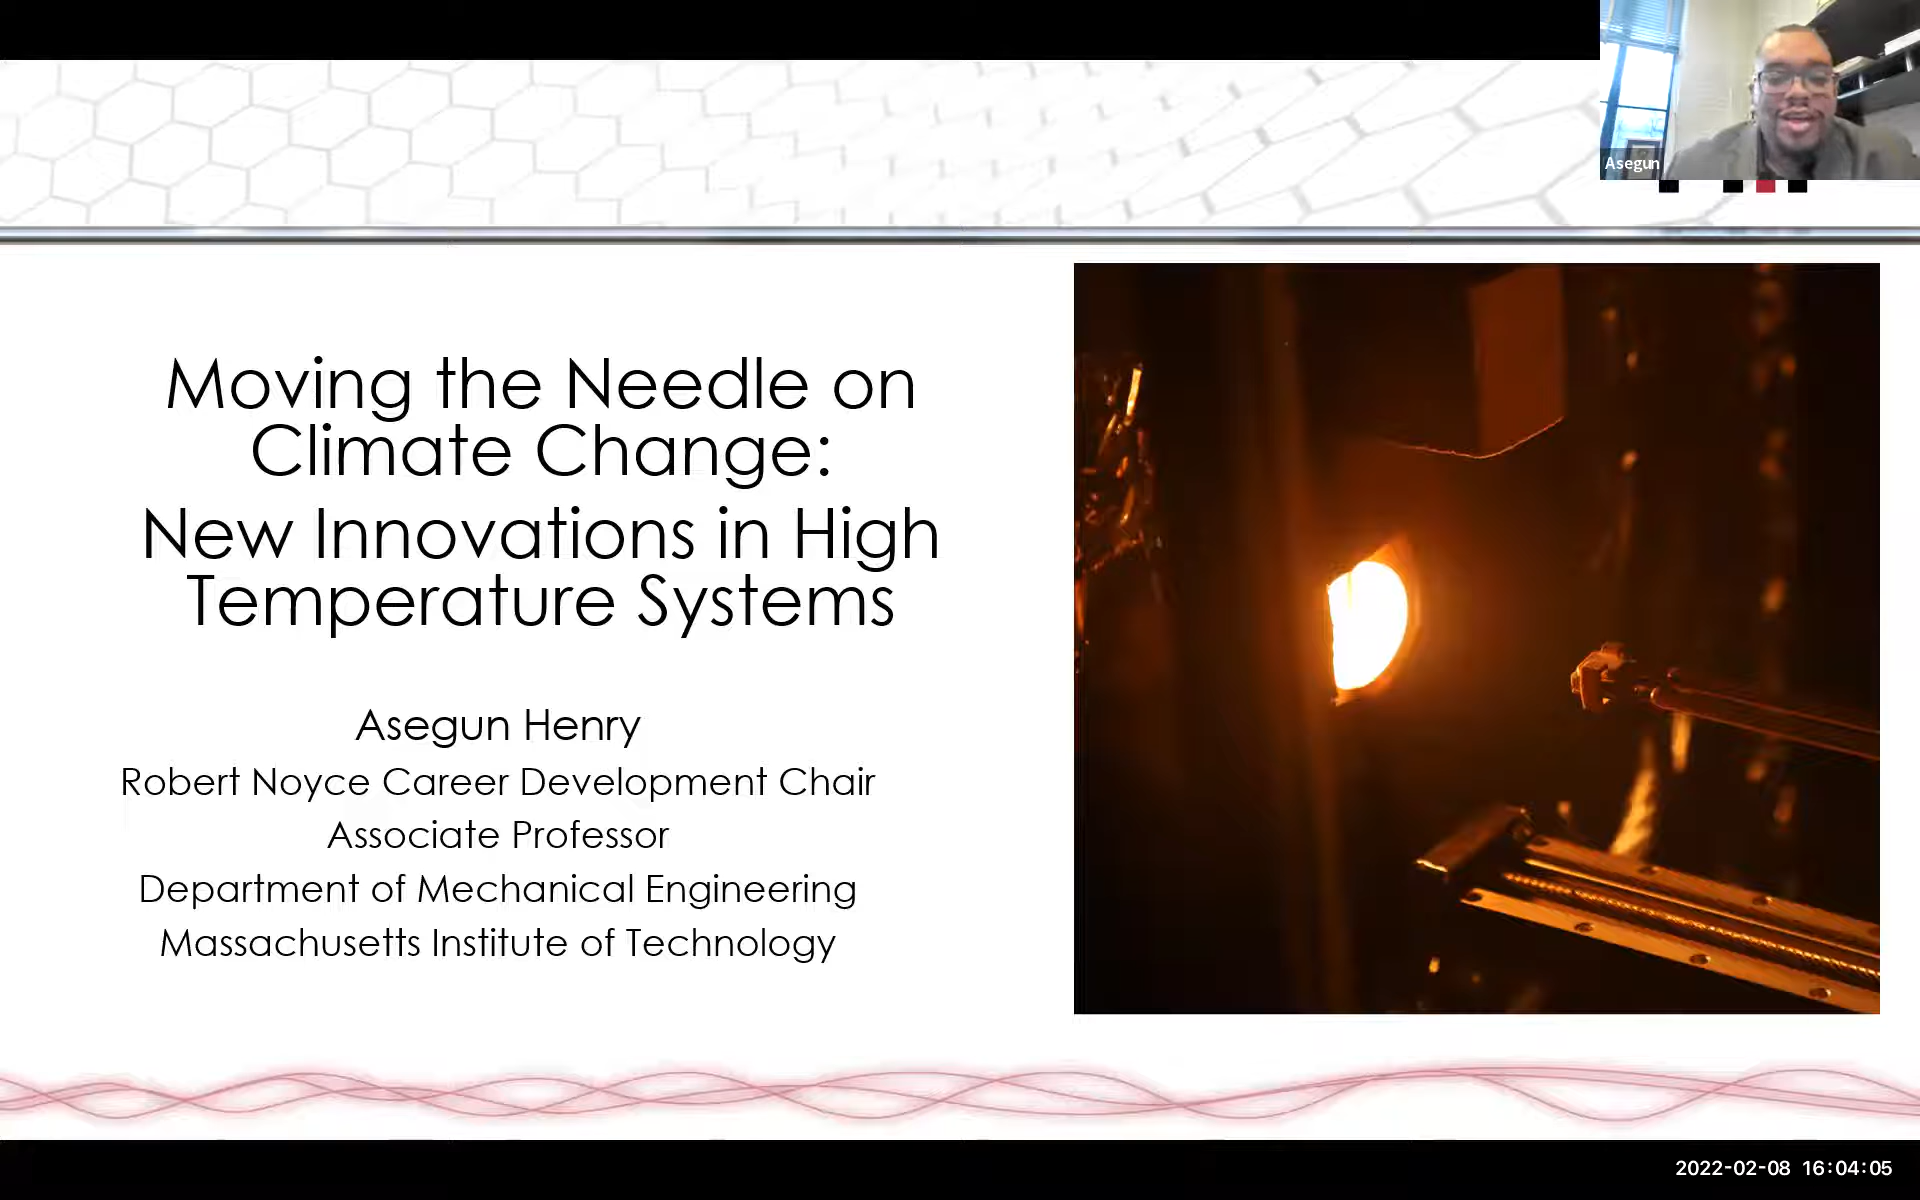 Asegun
Moving the Needle on
Climate Change:
New Innovations in High
Temperature Systems
Asegun Henry
Robert Noyce Career Development Chair
Associate Professor
Department of Mechanical Engineering
Massachusetts Institute of Technology
2022-02-08 16:04:05